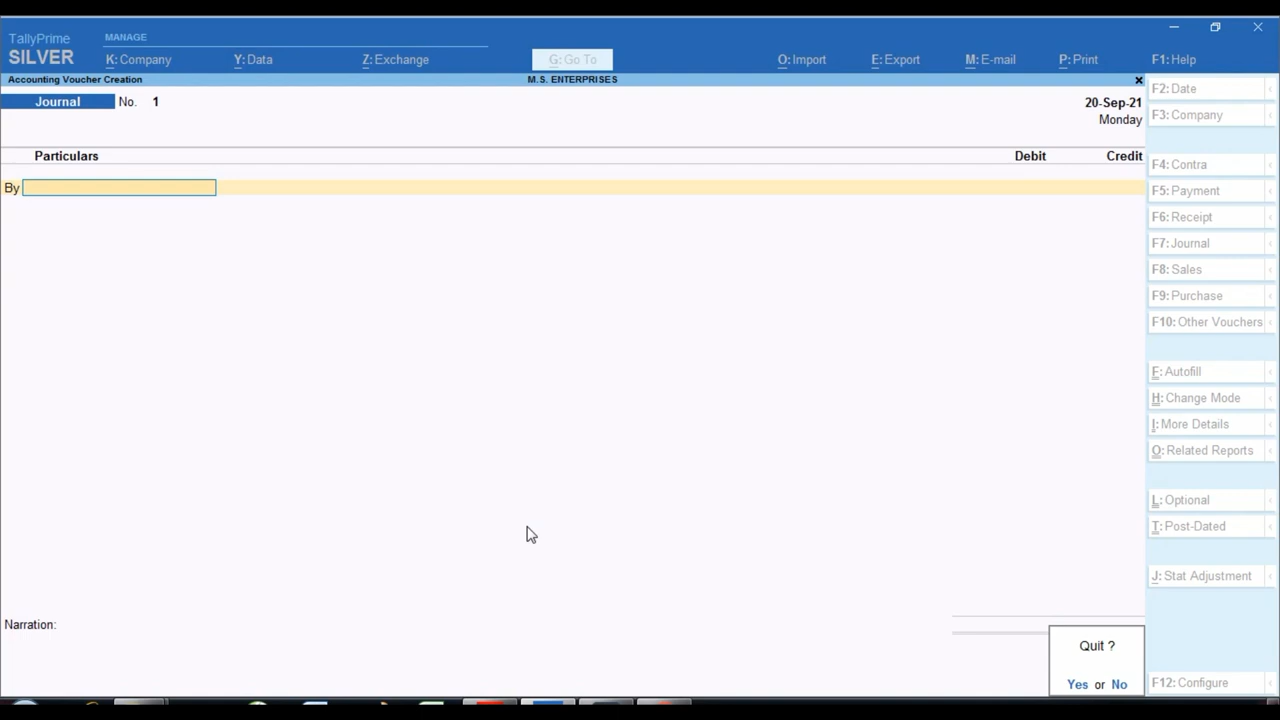 TallyPrime
SILVER
MANAGE
K: Company
Y: Data
Z: Exchange
G: Go To
O: Import
E: Export
M: E-mail
P: Print
F1: Help
Accounting Voucher Creation
M.S. ENTERPRISES
Journal No. 1
20-Sep-21
Monday
Particulars
Debit
Credit
By
Narration:
Quit ?
Yes or No
F2: Date
F3: Company
F4: Contra
F5: Payment
F6: Receipt
F7: Journal
F8: Sales
F9: Purchase
F10: Other Vouchers
F: Autofill
H: Change Mode
I: More Details
O: Related Reports
L: Optional
T: Post-Dated
J: Stat Adjustment
F12: Configure